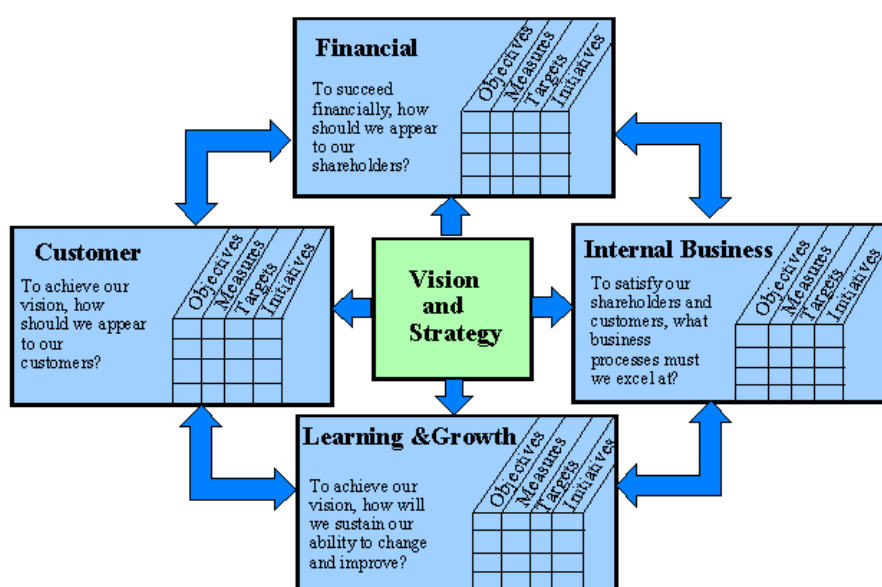 Financial
To succeed
financially, how
should we appear
to our
shareholders?
Objectives
Measures
Targets
Initiatives
Customer
To achieve our
vision, how
should we appear
to our
customers?
Objectives
Measures
Targets
Initiatives
Vision
and
Strategy
Internal Business
To satisfy our
shareholders and
customers, what
business
processes must
we excel at?
Objectives
Measures
Targets
Initiatives
Learning &Growth
To achieve our
vision, how will
we sustain our
ability to change
and improve?
Objectives
Measures
Targets
Initiatives